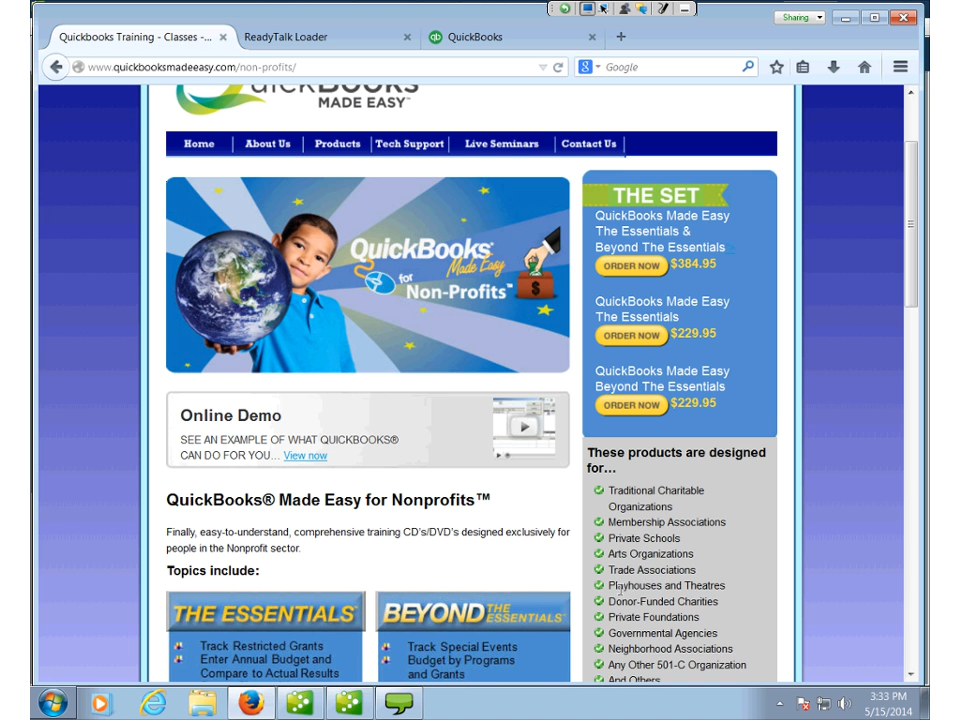 Sharing
Quickbooks Training - Classes -...
ReadyTalk Loader
QuickBooks
www.quickbooksmadeeasy.com/non-profits/
Google
QuickBooks
MADE EASY™
Home
About Us
Products
Tech Support
Live Seminars
Contact Us
QuickBooks
Made Easy
for
Non-Profits™
THE SET
QuickBooks Made Easy
The Essentials &
Beyond The Essentials
ORDER NOW $384.95
QuickBooks Made Easy
The Essentials
ORDER NOW $229.95
QuickBooks Made Easy
Beyond The Essentials
ORDER NOW $229.95
Online Demo
SEE AN EXAMPLE OF WHAT QUICKBOOKS®
CAN DO FOR YOU... View now
QuickBooks® Made Easy for Nonprofits™
Finally, easy-to-understand, comprehensive training CD's/DVD's designed exclusively for
people in the Nonprofit sector.
Topics include:
THE ESSENTIALS
Track Restricted Grants
Enter Annual Budget and
Compare to Actual Results
BEYOND THE ESSENTIALS
Track Special Events
Budget by Programs
and Grants
These products are designed
for...
Traditional Charitable
Organizations
Membership Associations
Private Schools
Arts Organizations
Trade Associations
Playhouses and Theatres
Donor-Funded Charities
Private Foundations
Governmental Agencies
Neighborhood Associations
Any Other 501-C Organization
And Others
3:33 PM
5/15/2014